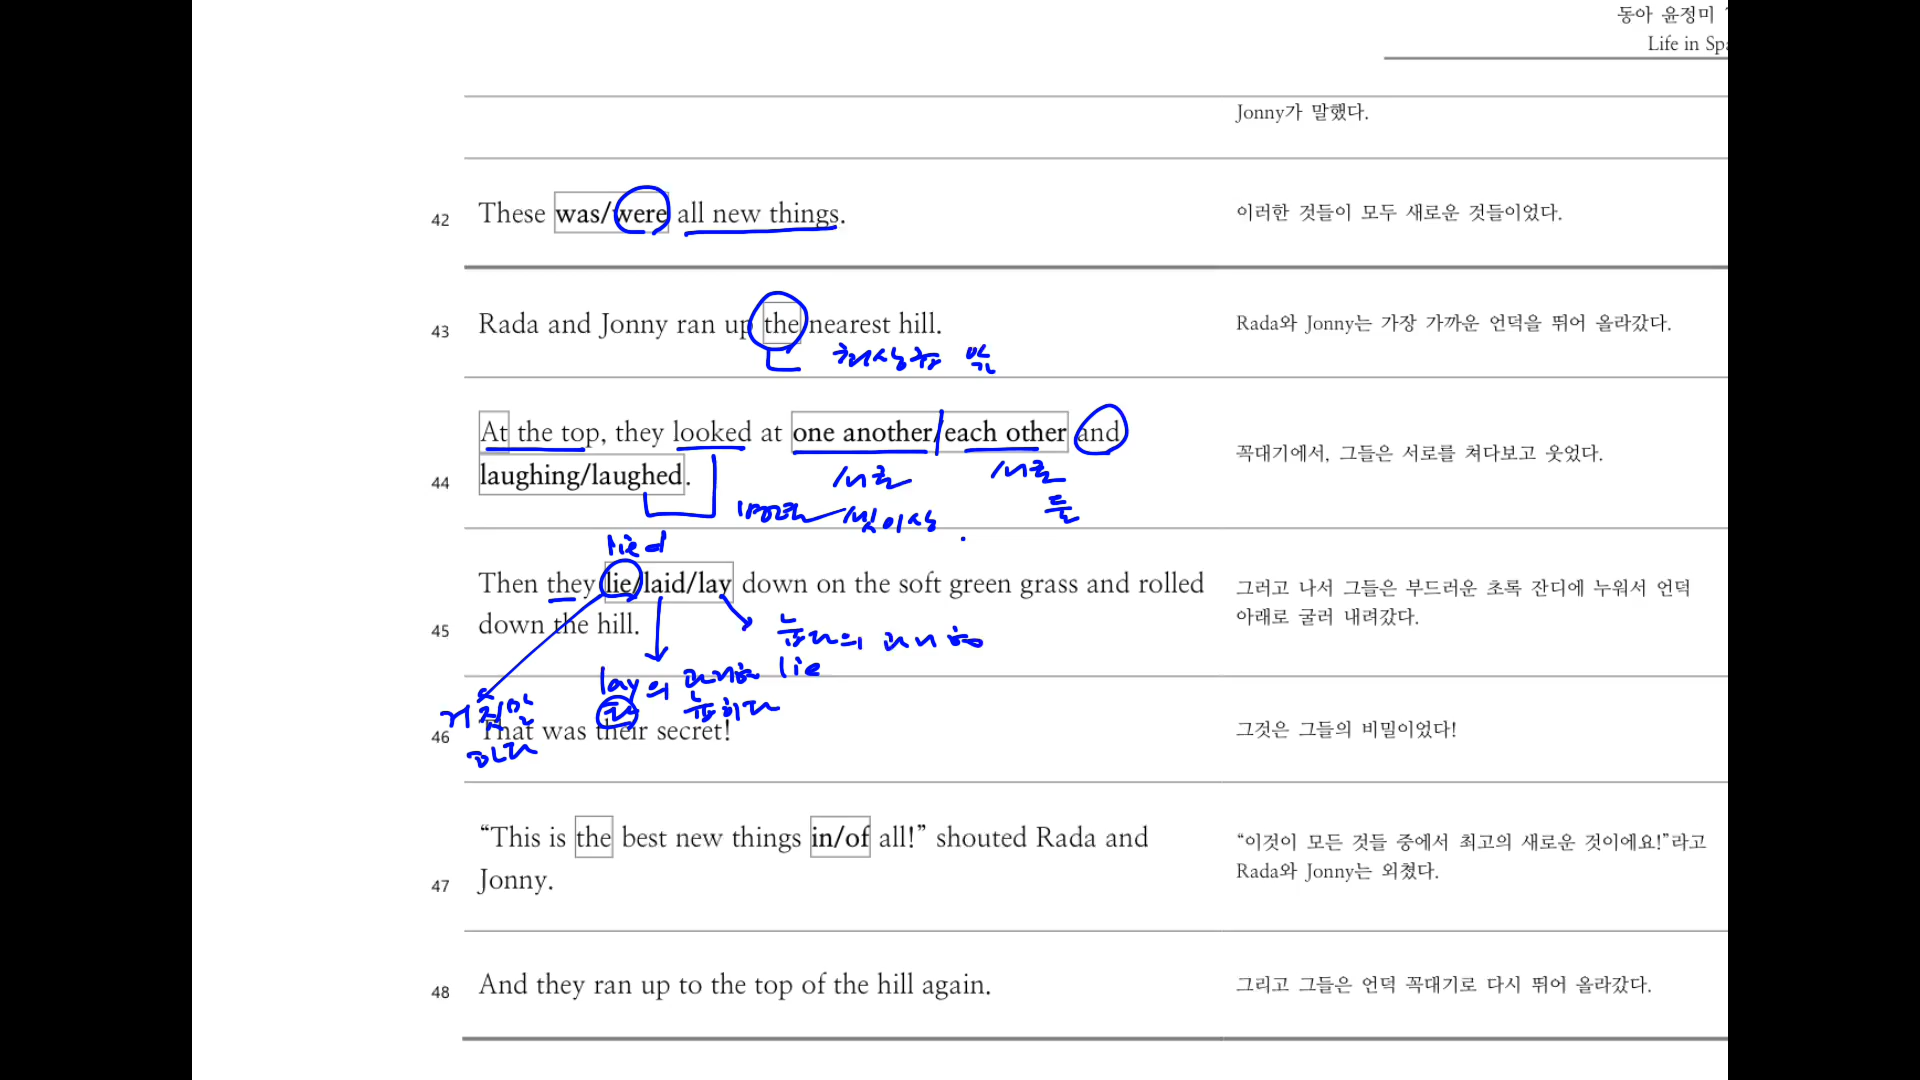 동아 윤정미
Life in Spa
Jonny가 말했다.
42 These was/were all new things. 이러한 것들이 모두 새로운 것들이었다.
43 Rada and Jonny ran up the nearest hill. Rada와 Jonny는 가장 가까운 언덕을 뛰어 올라갔다.
최상급 앞
At the top, they looked at one another/each other and
44 laughing/laughed. 꼭대기에서, 그들은 서로를 쳐다보고 웃었다.
서로 서로
셋이상 둘
lied
Then they lie/laid/lay down on the soft green grass and rolled
45 down the hill.
그러고 나서 그들은 부드러운 초록 잔디에 누워서 언덕
아래로 굴러 내려갔다.
눕다의 과거형
lie
lay의 과거형
눕히다
거짓말
하다
46 That was their secret! 그것은 그들의 비밀이었다!
“This is the best new things in/of all!” shouted Rada and
47 Jonny.
“이것이 모든 것들 중에서 최고의 새로운 것이에요!”라고
Rada와 Jonny는 외쳤다.
48 And they ran up to the top of the hill again. 그리고 그들은 언덕 꼭대기로 다시 뛰어 올라갔다.